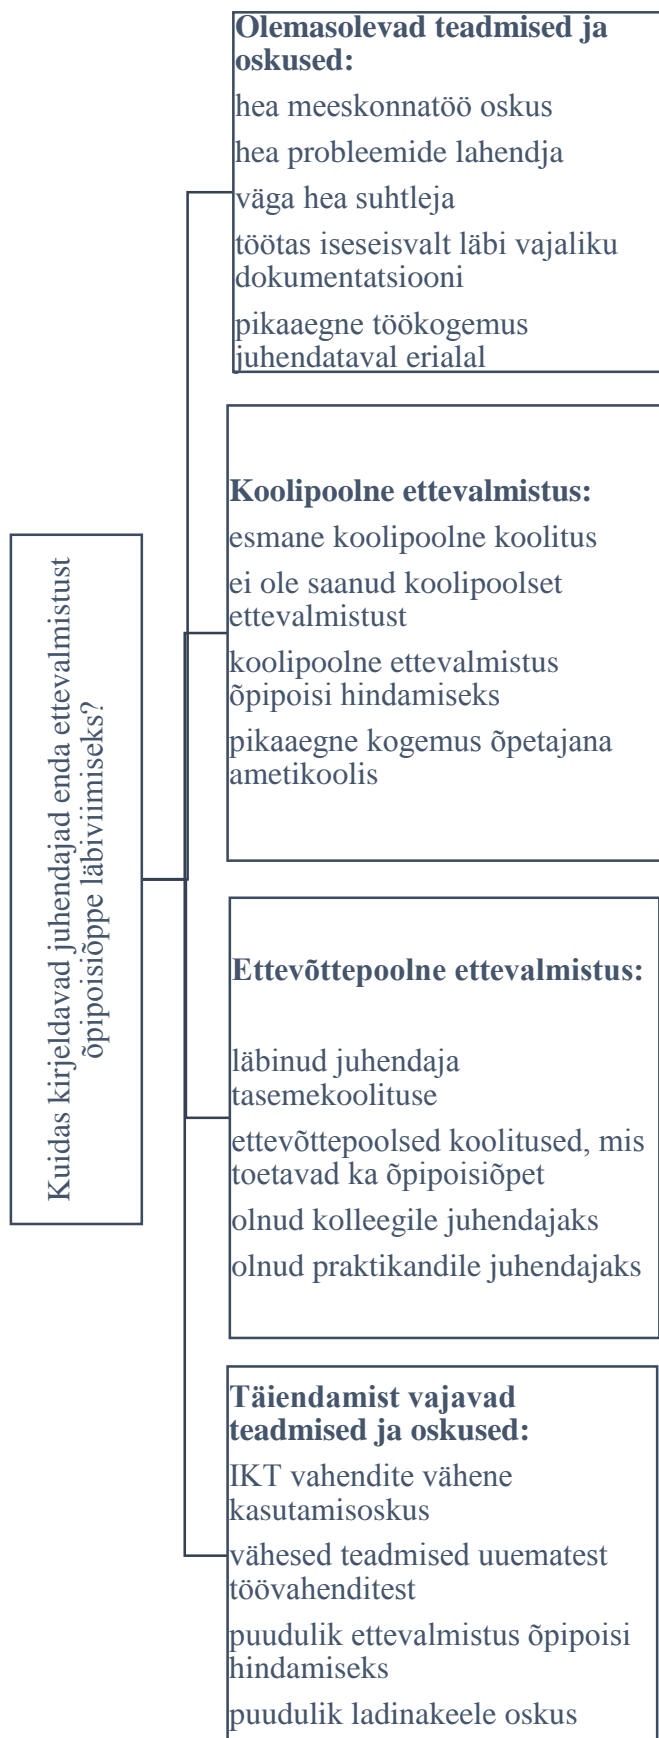 Kuidas kirjeldavad juhendajad enda ettevalmistust
õpipoisiõppe läbiviimiseks?
Olemasolevad teadmised ja
oskused:
hea meeskonnatöö oskus
hea probleemide lahendja
väga hea suhtleja
töötas iseseisvalt läbi vajaliku
dokumentatsiooni
pikaaegne töökogemus
juhendataval erialal
Koolipoolne ettevalmistus:
esmane koolipoolne koolitus
ei ole saanud koolipoolset
ettevalmistust
koolipoolne ettevalmistus
õpipoisi hindamiseks
pikaaegne kogemus õpetajana
ametikoolis
Ettevõttepoolne ettevalmistus:
läbinud juhendaja
tasemekoolituse
ettevõttepoolsed koolitused, mis
toetavad ka õpipoisiõpet
olnud kolleegile juhendajaks
olnud praktikandile juhendajaks
Täiendamist vajavad
teadmised ja oskused:
IKT vahendite vähene
kasutamisoskus
vähesed teadmised uuematest
töövahenditest
puudulik ettevalmistus õpipoisi
hindamiseks
puudulik ladinakeele oskus